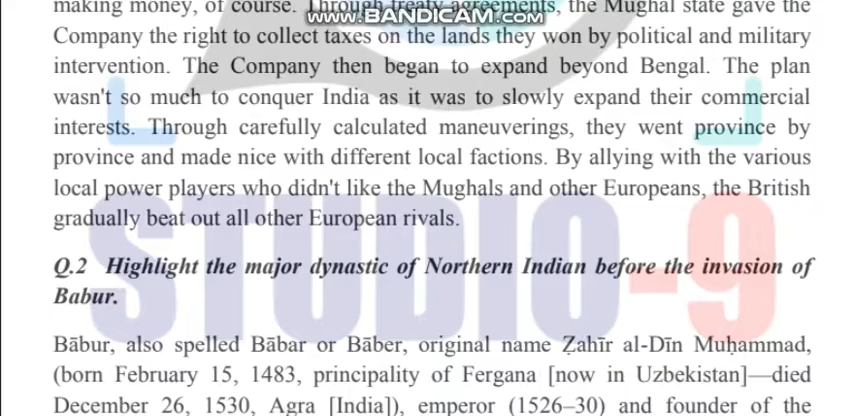 making money, of course. Through treaty agreements, the Mughal state gave the
www.BANDICAM.com
Company the right to collect taxes on the lands they won by political and military
intervention. The Company then began to expand beyond Bengal. The plan
wasn't so much to conquer India as it was to slowly expand their commercial
interests. Through carefully calculated maneuverings, they went province by
province and made nice with different local factions. By allying with the various
local power players who didn't like the Mughals and other Europeans, the British
gradually beat out all other European rivals.
STUDIO-9
Q.2 Highlight the major dynastic of Northern Indian before the invasion of
Babur.
Bābur, also spelled Bābar or Bāber, original name Ẓahīr al-Dīn Muḥammad,
(born February 15, 1483, principality of Fergana [now in Uzbekistan]—died
December 26, 1530, Agra [India]), emperor (1526–30) and founder of the